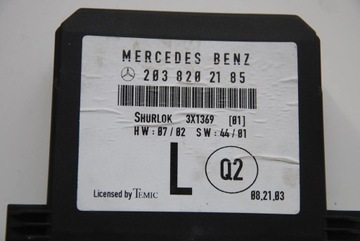 MERCEDES BENZ
203 820 21 85
SHURLOK 3X1369 [01]
HW: 07/02 SW: 44/01
L
Q2
Licensed by TEMIC
08,21,03